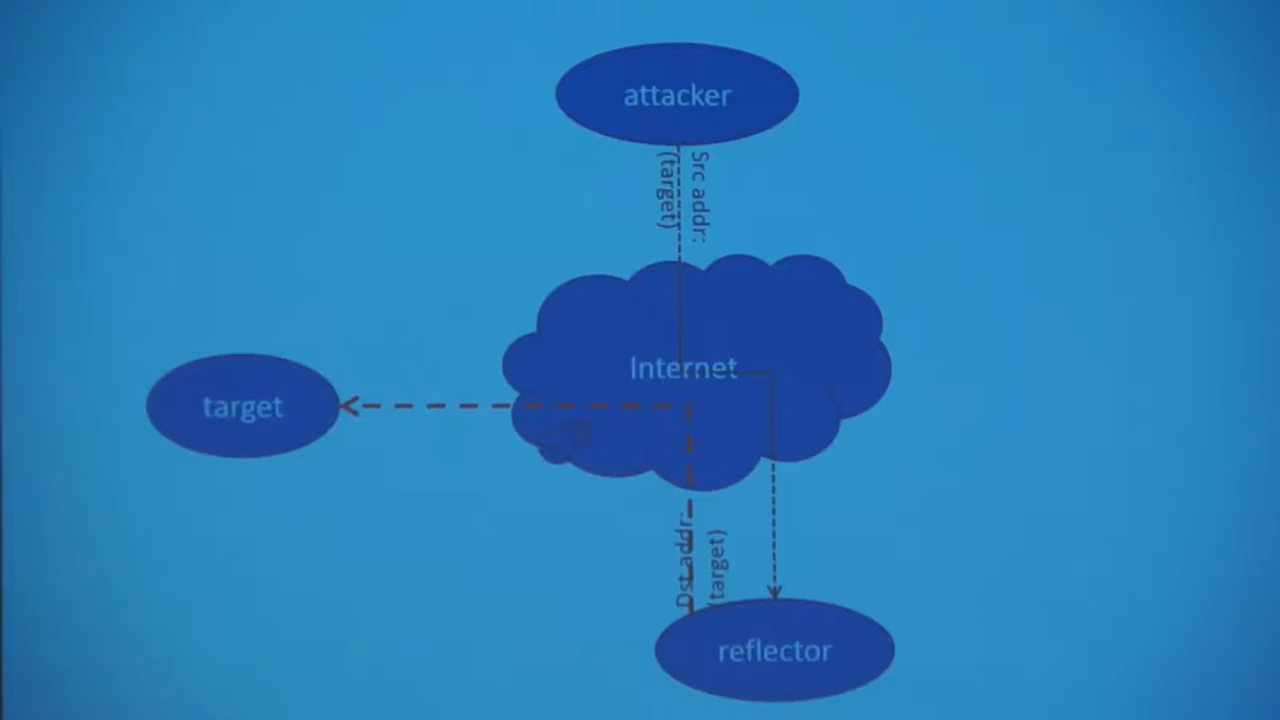 attacker
Src addr:
(target)
Internet
target
Dst addr:
(target)
reflector